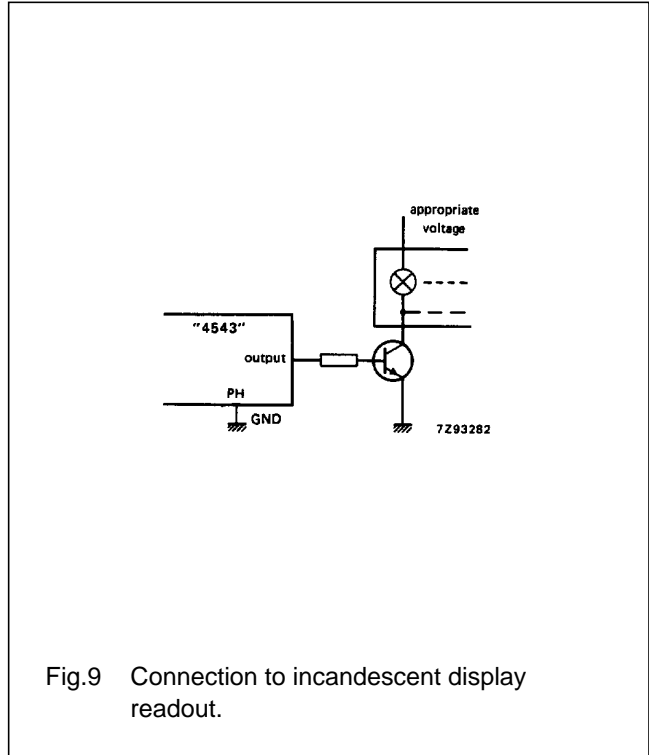 appropriate
voltage
"4543"
output
PH
GND
7Z93282
Fig.9 Connection to incandescent display
readout.